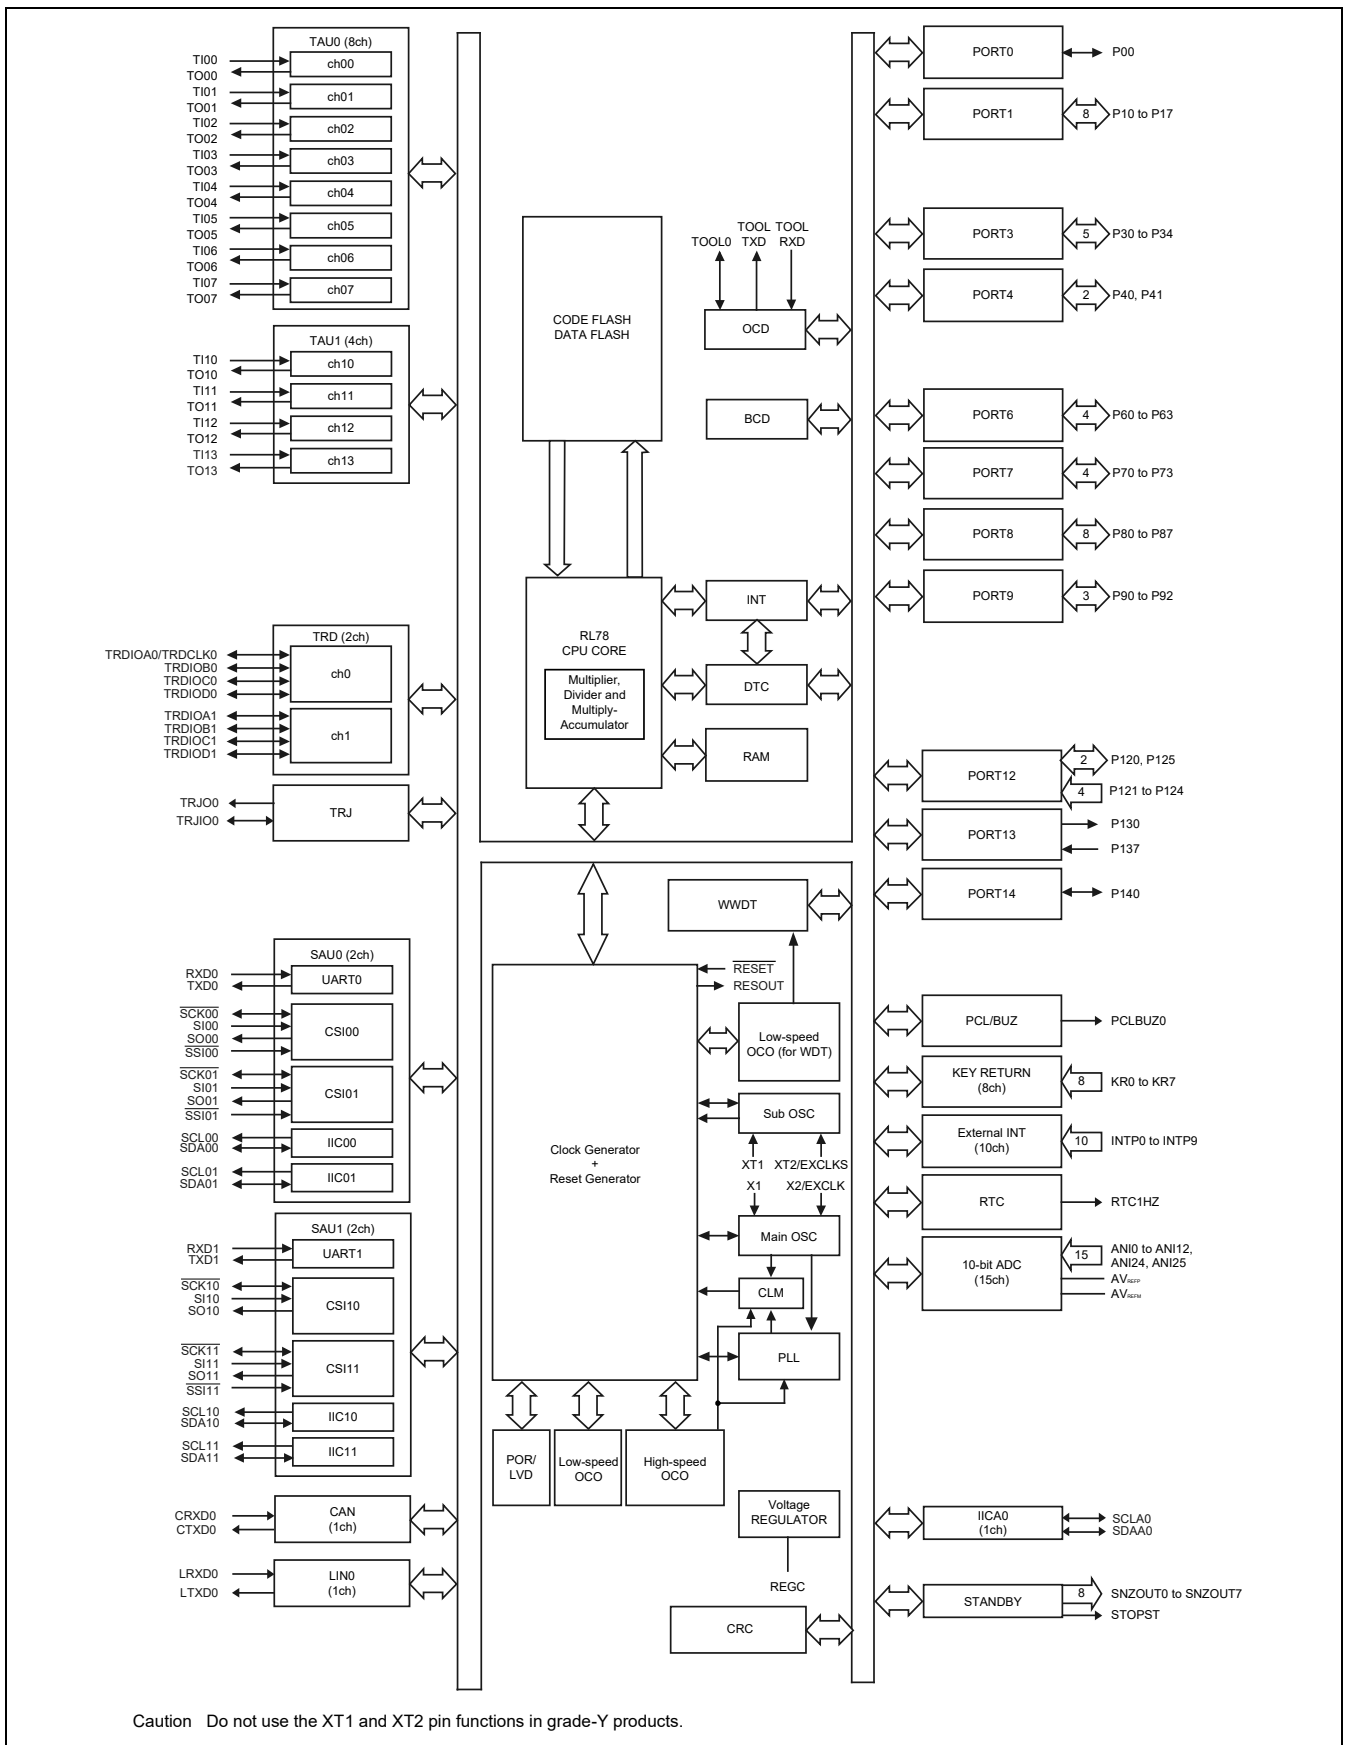 TAU0 (8ch)
TI00
TO00
ch00
TI01
TO01
ch01
TI02
TO02
ch02
TI03
TO03
ch03
TI04
TO04
ch04
TI05
TO05
ch05
TI06
TO06
ch06
TI07
TO07
ch07
TAU1 (4ch)
TI10
TO10
ch10
TI11
TO11
ch11
TI12
TO12
ch12
TI13
TO13
ch13
TRD (2ch)
TRDIOA0/TRDCLK0
TRDIOB0
TRDIOC0
TRDIOD0
ch0
TRDIOA1
TRDIOB1
TRDIOC1
TRDIOD1
ch1
TRJO0
TRJIO0
TRJ
SAU0 (2ch)
RXD0
TXD0
UART0
SCK00
SI00
SO00
SSI00
CSI00
SCK01
SI01
SO01
SSI01
CSI01
SCL00
SDA00
IIC00
SCL01
SDA01
IIC01
SAU1 (2ch)
RXD1
TXD1
UART1
SCK10
SI10
SO10
CSI10
SCK11
SI11
SO11
SSI11
CSI11
SCL10
SDA10
IIC10
SCL11
SDA11
IIC11
CRXD0
CTXD0
CAN
(1ch)
LRXD0
LTXD0
LIN0
(1ch)
CODE FLASH
DATA FLASH
TOOL0
TOOL
TXD
TOOL
RXD
OCD
BCD
RL78
CPU CORE
Multiplier,
Divider and
Multiply-
Accumulator
INT
DTC
RAM
WWDT
RESET
RESOUT
Low-speed
OCO (for WDT)
Clock Generator
+
Reset Generator
Sub OSC
XT1
XT2/EXCLKS
X1
X2/EXCLK
Main OSC
CLM
PLL
POR/
LVD
Low-speed
OCO
High-speed
OCO
Voltage
REGULATOR
REGC
CRC
PORT0
P00
PORT1
8
P10 to P17
PORT3
5
P30 to P34
PORT4
2
P40, P41
PORT6
4
P60 to P63
PORT7
4
P70 to P73
PORT8
8
P80 to P87
PORT9
3
P90 to P92
PORT12
2
P120, P125
4
P121 to P124
PORT13
P130
P137
PORT14
P140
PCL/BUZ
PCLBUZ0
KEY RETURN
(8ch)
8
KR0 to KR7
External INT
(10ch)
10
INTP0 to INTP9
RTC
RTC1HZ
10-bit ADC
(15ch)
15
ANI0 to ANI12,
ANI24, ANI25
AVREFP
AVREFM
IICA0
(1ch)
SCLA0
SDAA0
STANDBY
8
SNZOUT0 to SNZOUT7
STOPST
Caution Do not use the XT1 and XT2 pin functions in grade-Y products.